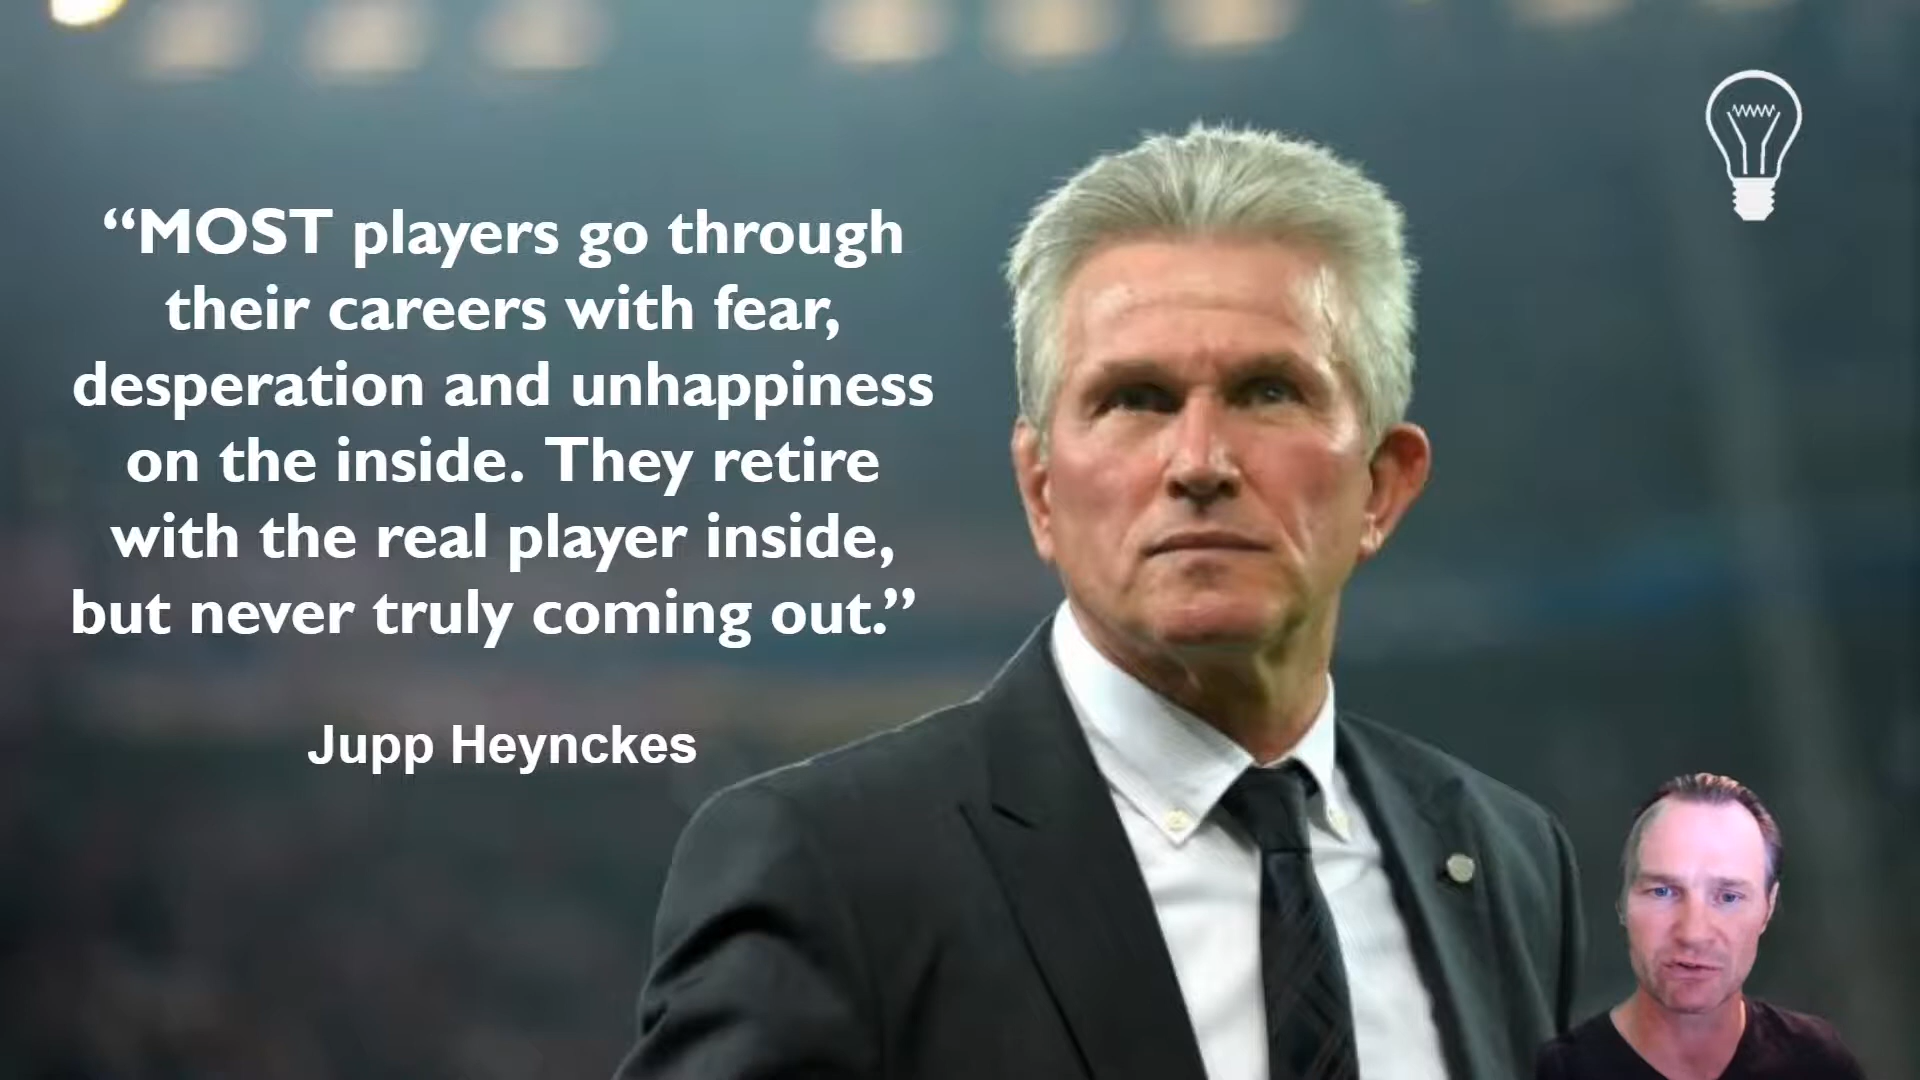 “MOST players go through
their careers with fear,
desperation and unhappiness
on the inside. They retire
with the real player inside,
but never truly coming out.”
Jupp Heynckes